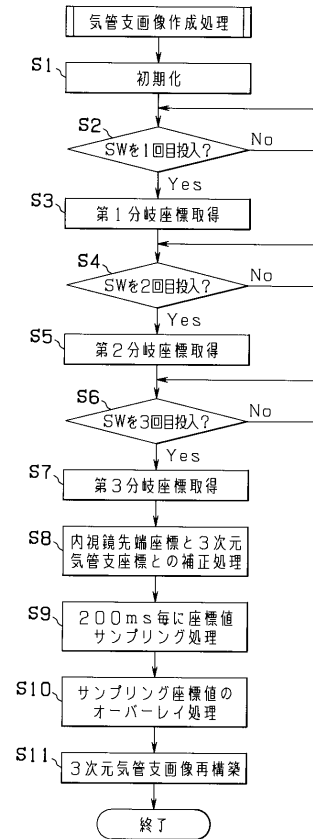 気管支画像作成処理
S1
初期化
S2
SWを1回目投入?
No
Yes
S3
第1分岐座標取得
S4
SWを2回目投入?
No
Yes
S5
第2分岐座標取得
S6
SWを3回目投入?
No
Yes
S7
第3分岐座標取得
S8
内視鏡先端座標と3次元
気管支座標との補正処理
S9
200ms毎に座標値
サンプリング処理
S10
サンプリング座標値の
オーバーレイ処理
S11
3次元気管支画像再構築
終了